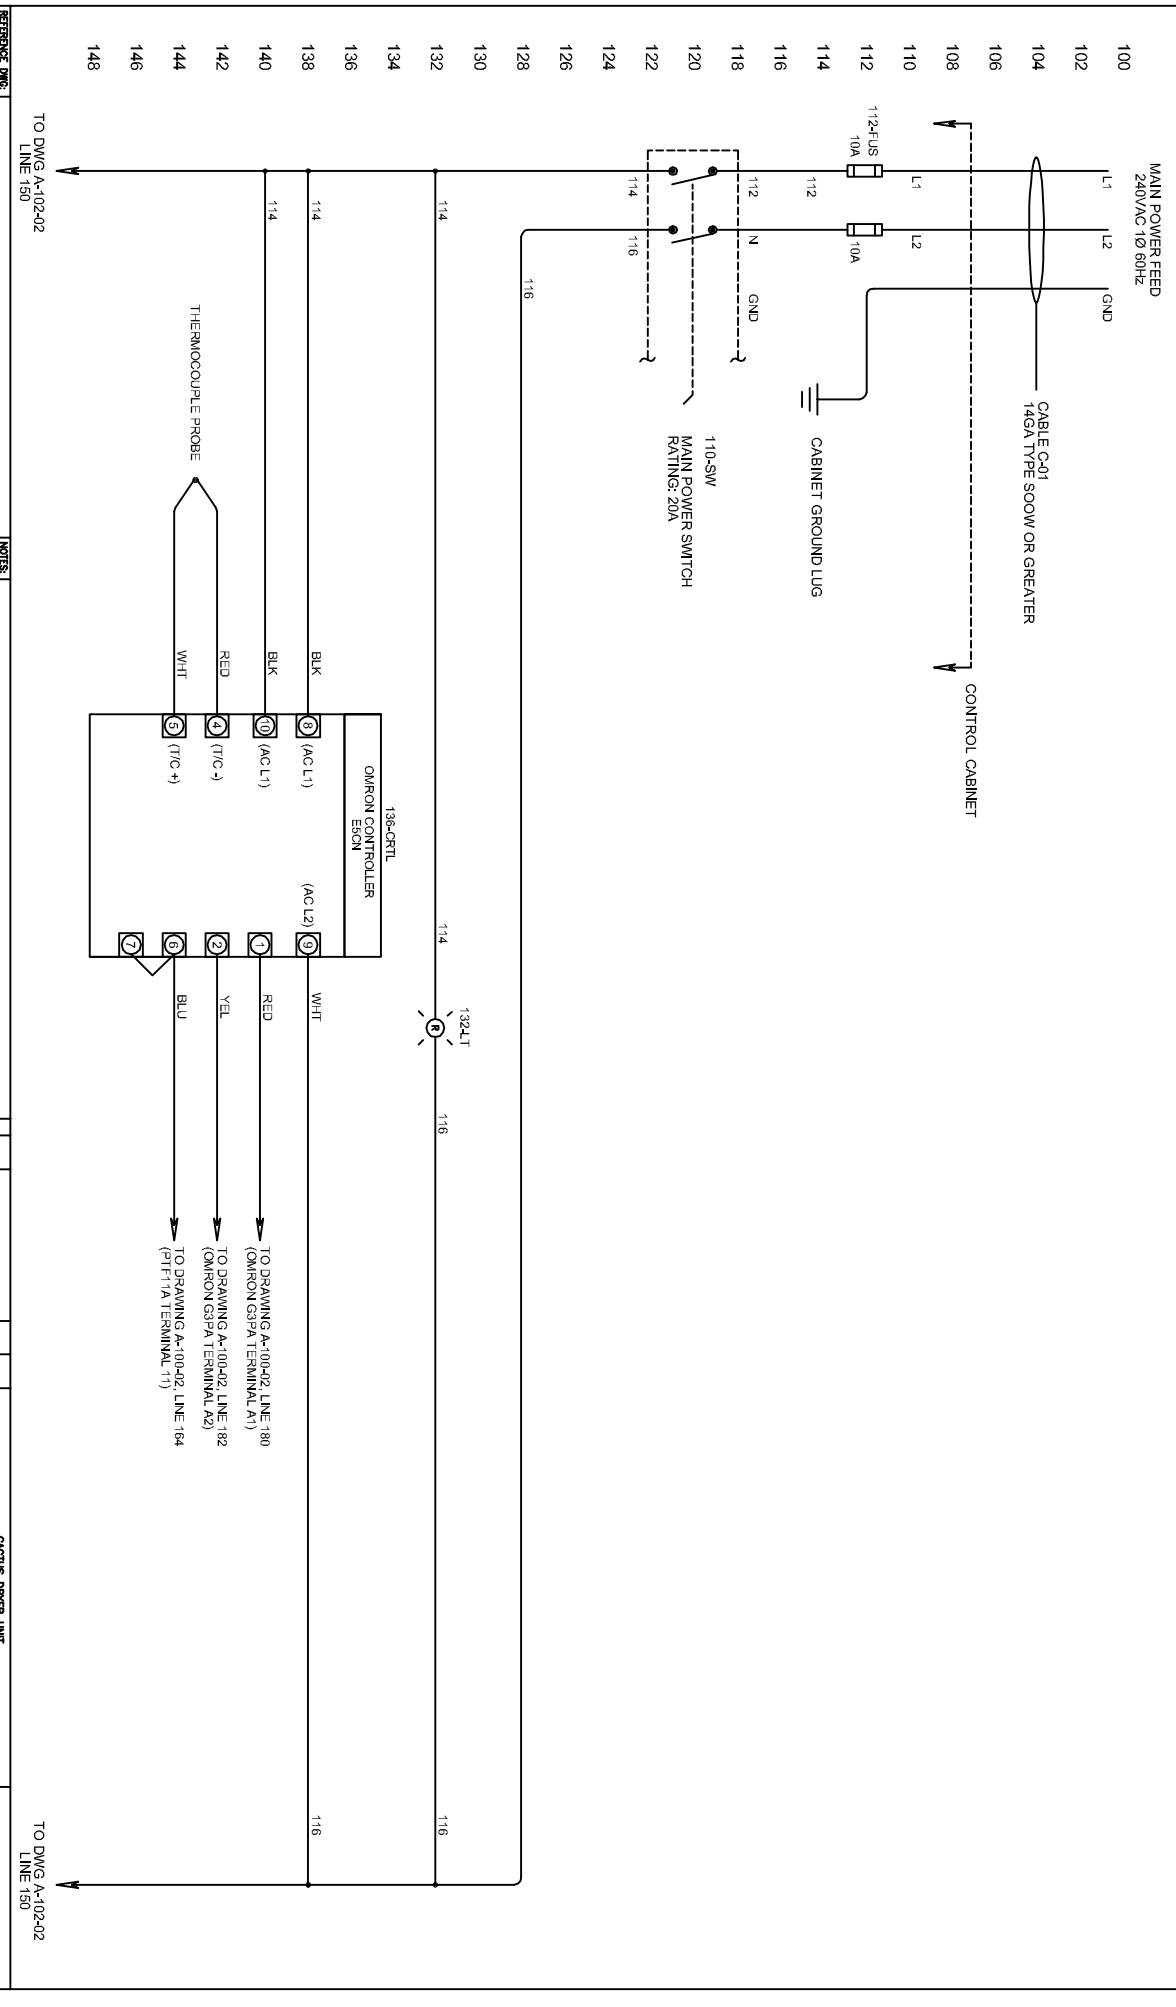 MAIN POWER FEED
240VAC 1Ø 60Hz
100
102
104
106
108
110
112
114
116
118
120
122
124
126
128
130
132
134
136
138
140
142
144
146
148
L1
L2
GND
CABLE C-01
14GA TYPE SOOW OR GREATER
CONTROL CABINET
L1
L2
112-FUS
10A
10A
112
CABINET GROUND LUG
112
N
GND
110-SW
MAIN POWER SWITCH
RATING: 20A
114
116
116
114
114
132-LT
R
116
116
136-CRTL
OMRON CONTROLLER
E5CN
114
BLK
8
(AC L1)
(AC L2)
9
WHT
116
114
BLK
10
(AC L1)
1
RED
TO DRAWING A-100-02, LINE 180
(OMRON G3PA TERMINAL A1)
THERMOCOUPLE PROBE
RED
4
(T/C -)
2
YEL
TO DRAWING A-100-02, LINE 182
(OMRON G3PA TERMINAL A2)
WHT
5
(T/C +)
6
BLU
TO DRAWING A-100-02, LINE 164
(PTF11A TERMINAL 11)
7
TO DWG A-102-02
LINE 150
TO DWG A-102-02
LINE 150
REFERENCE DWG:
NOTES:
CACTUS DRYER UNIT